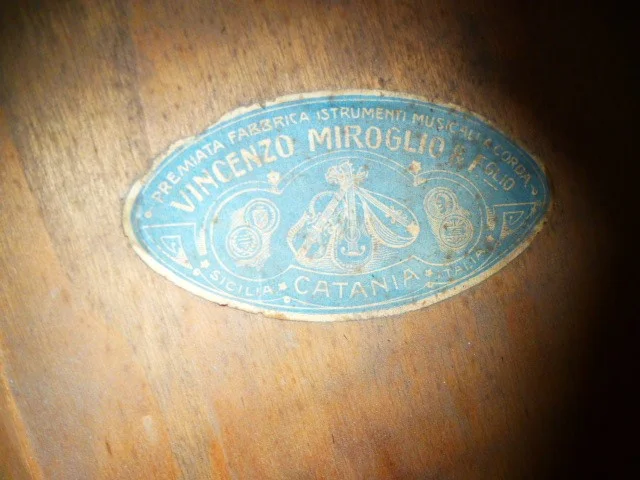 PREMIATA FABBRICA ISTRUMENTI MUSICALI A CORDA
VINCENZO MIROGLIO & FIGLIO
SICILIA CATANIA ITALIA